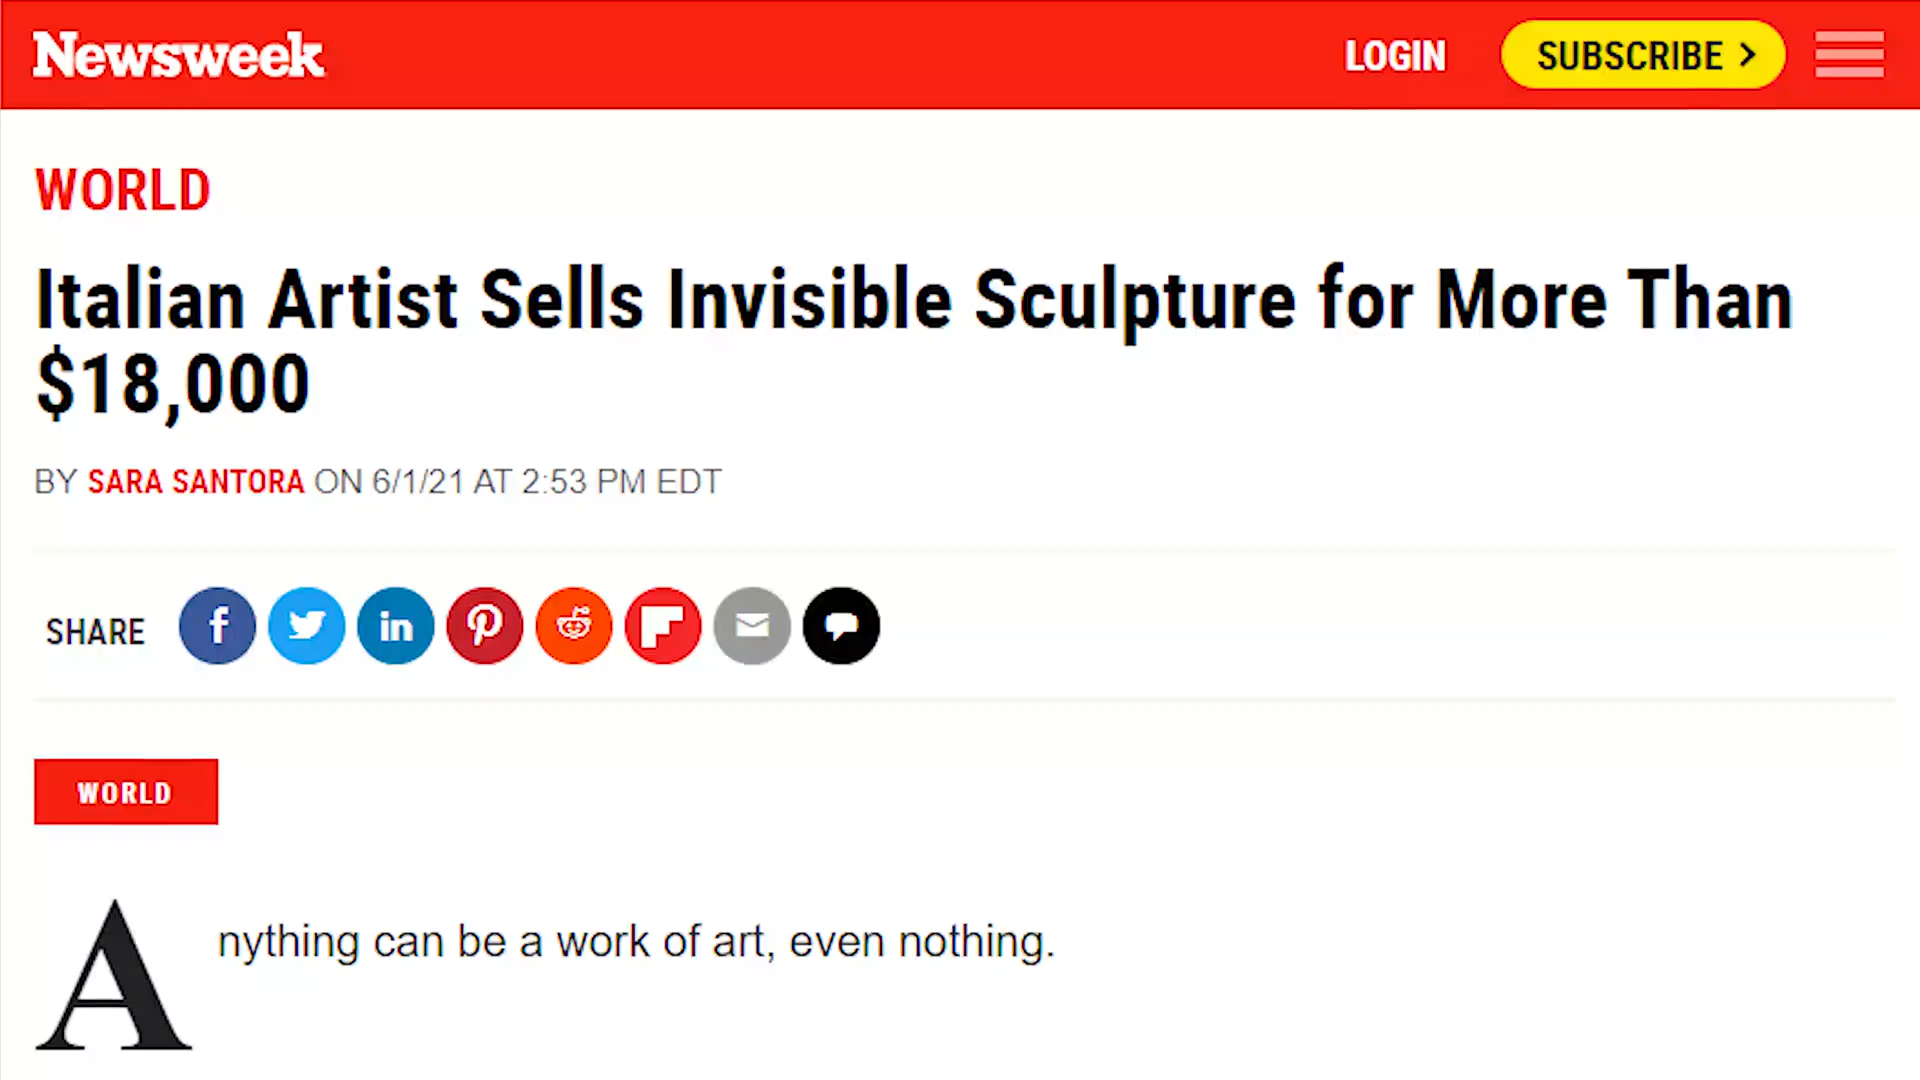 Newsweek
LOGIN
SUBSCRIBE >
WORLD
Italian Artist Sells Invisible Sculpture for More Than
$18,000
BY SARA SANTORA ON 6/1/21 AT 2:53 PM EDT
SHARE
WORLD
Anything can be a work of art, even nothing.